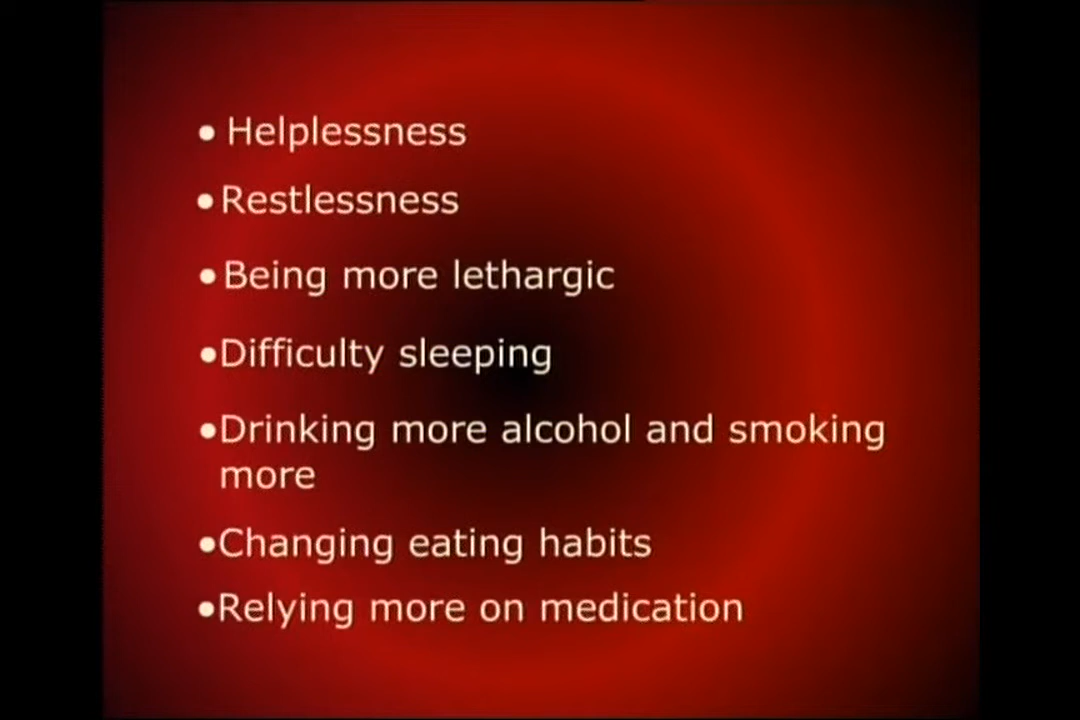 • Helplessness
• Restlessness
• Being more lethargic
•Difficulty sleeping
•Drinking more alcohol and smoking
more
•Changing eating habits
•Relying more on medication